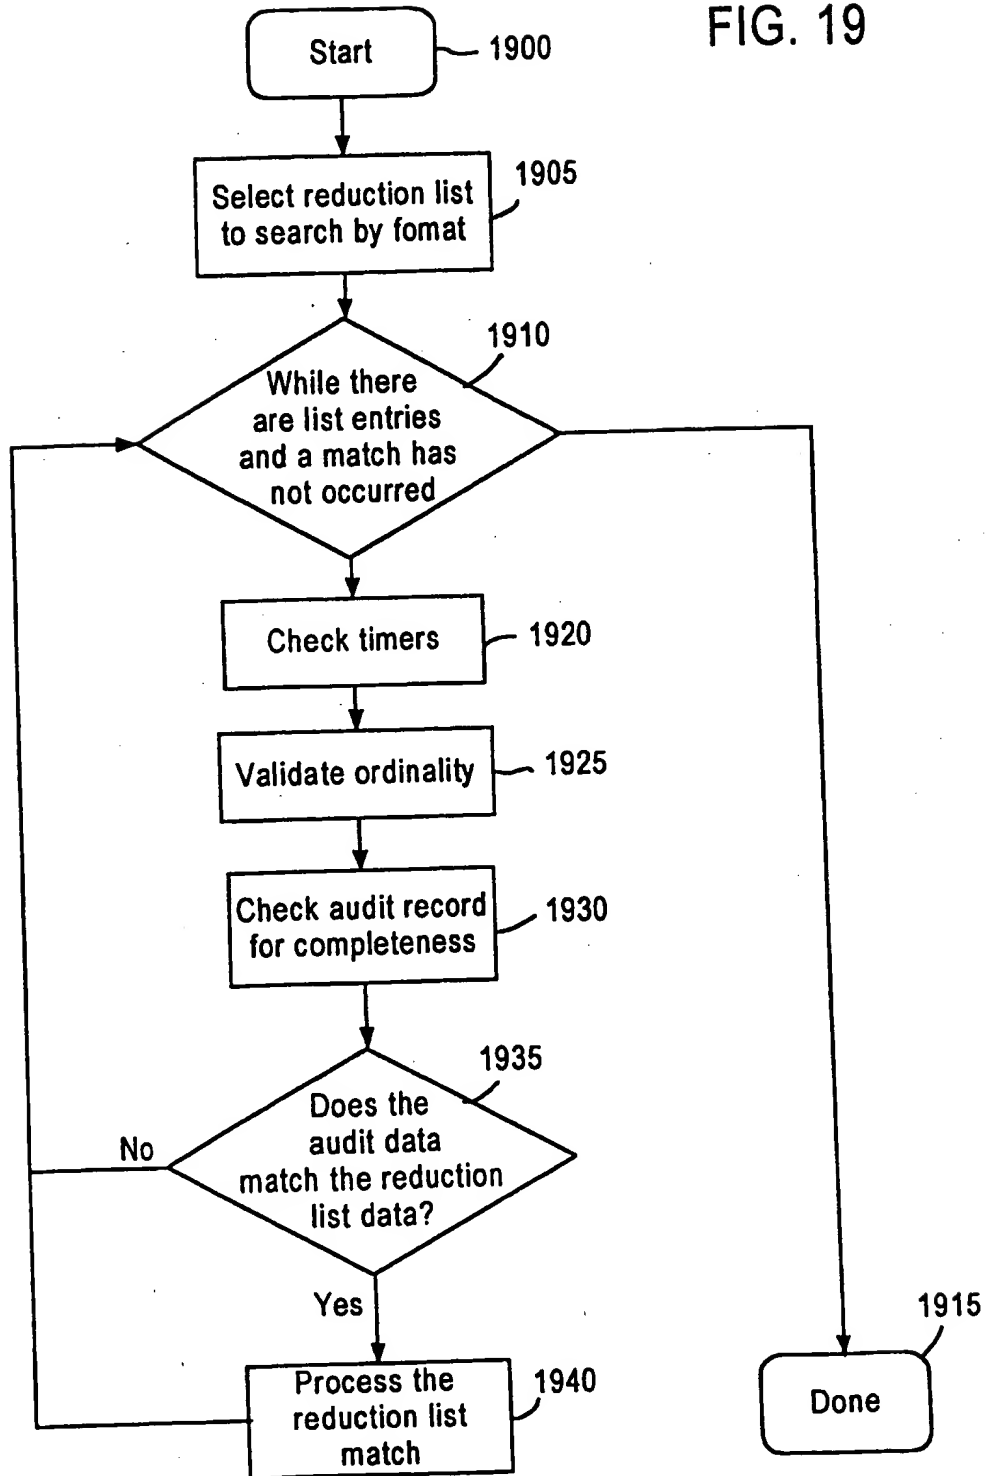 FIG. 19
Start
1900
Select reduction list
to search by fomat
1905
While there
are list entries
and a match has
not occurred
1910
Check timers
1920
Validate ordinality
1925
Check audit record
for completeness
1930
Does the
audit data
match the reduction
list data?
1935
No
Yes
Process the
reduction list
match
1940
1915
Done